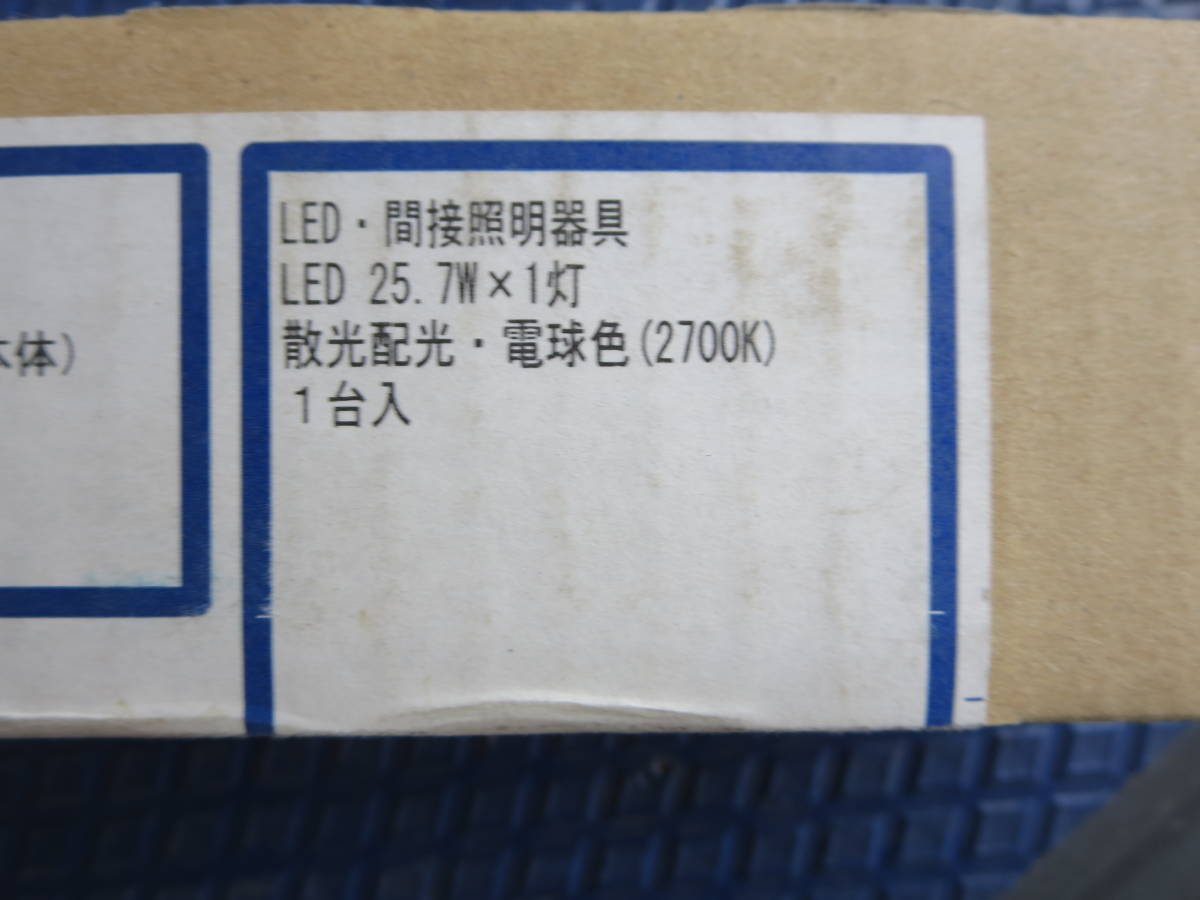 体)
LED・間接照明器具
LED 25.7W×1灯
散光配光・電球色(2700K)
1台入